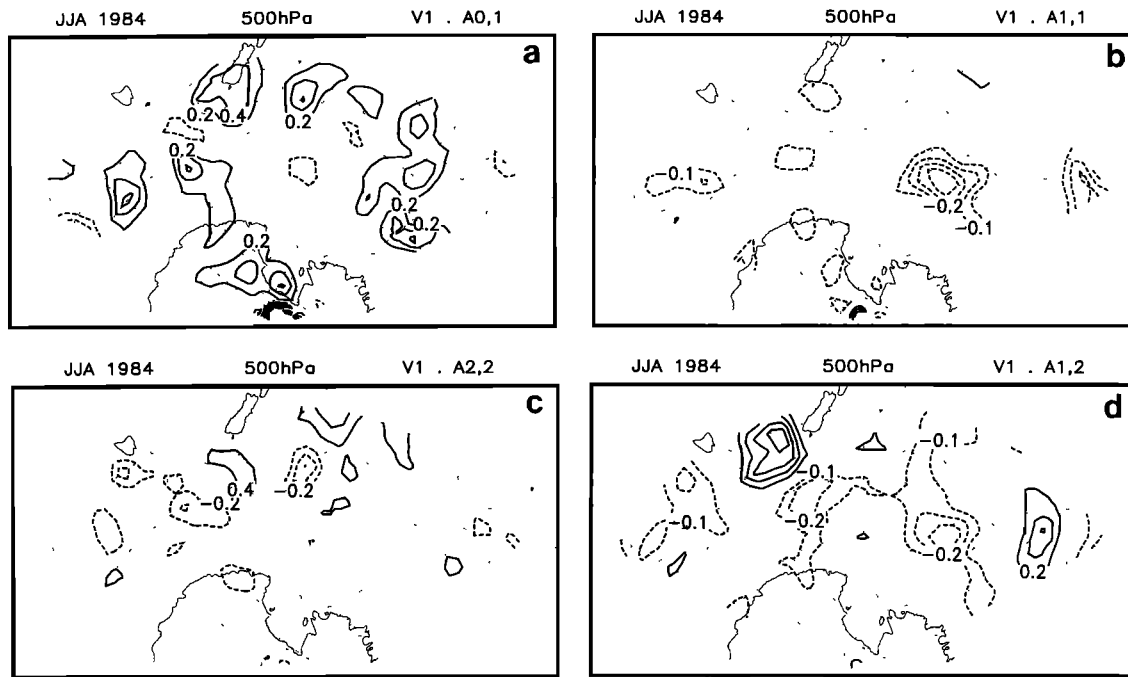 JJA 1984 500hPa V1 . A0,1
a
0.2 0.4 0.2
0.2
0.2
0.2
0.2
JJA 1984 500hPa V1 . A1,1
b
-0.1
-0.2
-0.1
JJA 1984 500hPa V1 . A2,2
c
-0.2 0.4 -0.2
JJA 1984 500hPa V1 . A1,2
d
-0.1
-0.1
-0.1
-0.2
-0.2
0.2